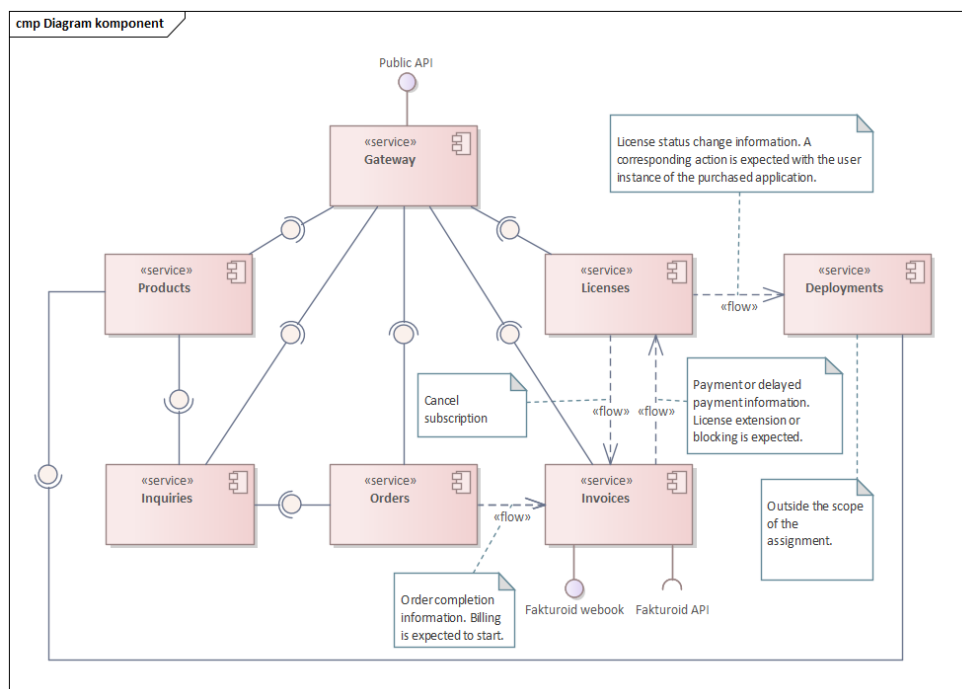 cmp Diagram komponent
Public API
«service»
Gateway
License status change information. A
corresponding action is expected with the user
instance of the purchased application.
«service»
Products
«service»
Licenses
«flow»
«service»
Deployments
Cancel
subscription
«flow»
«flow»
Payment or delayed
payment information.
License extension or
blocking is expected.
«service»
Inquiries
«service»
Orders
«flow»
«service»
Invoices
Outside the scope
of the
assignment.
Order completion
information. Billing
is expected to start.
Fakturoid webook
Fakturoid API